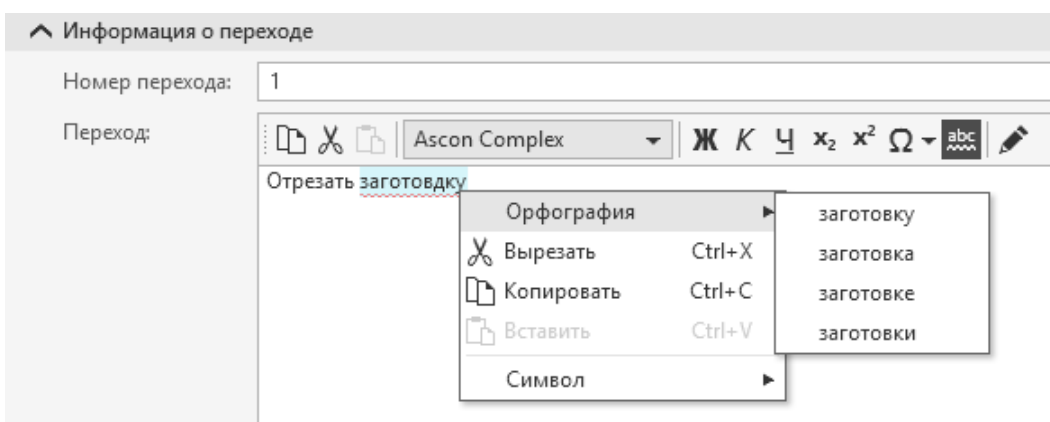 Информация о переходе
Номер перехода: 1
Переход: Ascon Complex Ж К Ч x₂ x² Ω abc
Отрезать заготовдку
Орфография
Вырезать Ctrl+X
Копировать Ctrl+C
Вставить Ctrl+V
Символ
заготовку
заготовка
заготовке
заготовки